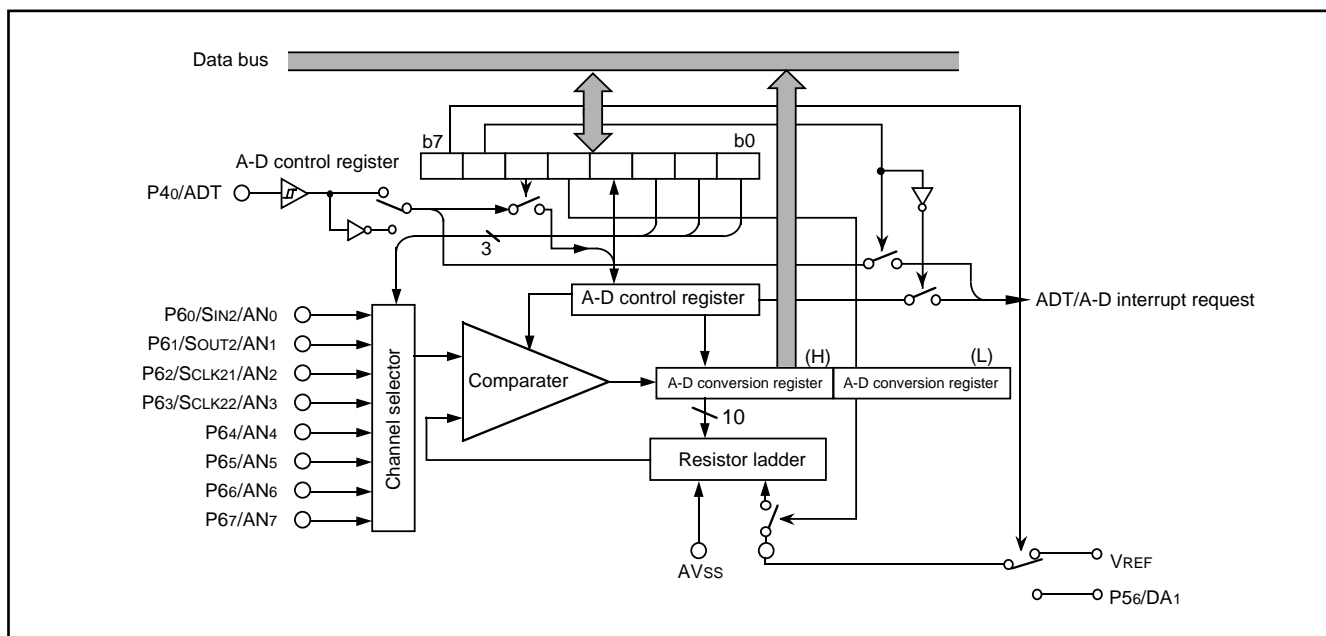 Data bus
b7
b0
A-D control register
P40/ADT
3
A-D control register
ADT/A-D interrupt request
P60/SIN2/AN0
P61/SOUT2/AN1
P62/SCLK21/AN2
P63/SCLK22/AN3
P64/AN4
P65/AN5
P66/AN6
P67/AN7
Channel selector
Comparater
(H)
(L)
A-D conversion register
A-D conversion register
10
Resistor ladder
AVSS
VREF
P56/DA1